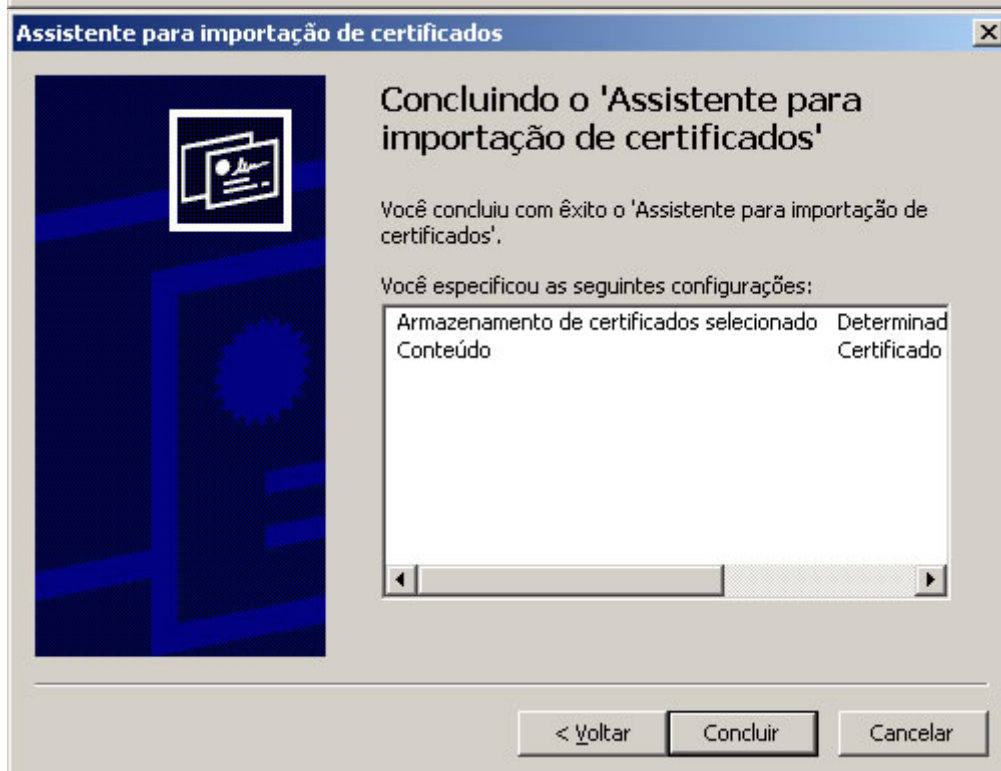 Assistente para importação de certificados
Concluindo o 'Assistente para
importação de certificados'
Você concluiu com êxito o 'Assistente para importação de
certificados'.
Você especificou as seguintes configurações:
Armazenamento de certificados selecionado Determinad
Conteúdo Certificado
< Voltar Concluir Cancelar